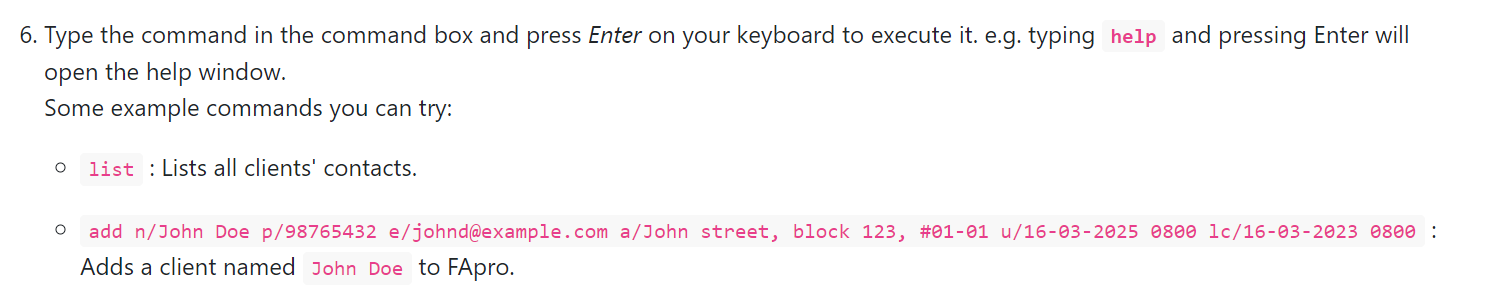 6. Type the command in the command box and press Enter on your keyboard to execute it. e.g. typing help and pressing Enter will
open the help window.
Some example commands you can try:
list : Lists all clients' contacts.
add n/John Doe p/98765432 e/johnd@example.com a/John street, block 123, #01-01 u/16-03-2025 0800 lc/16-03-2023 0800 :
Adds a client named John Doe to FApro.